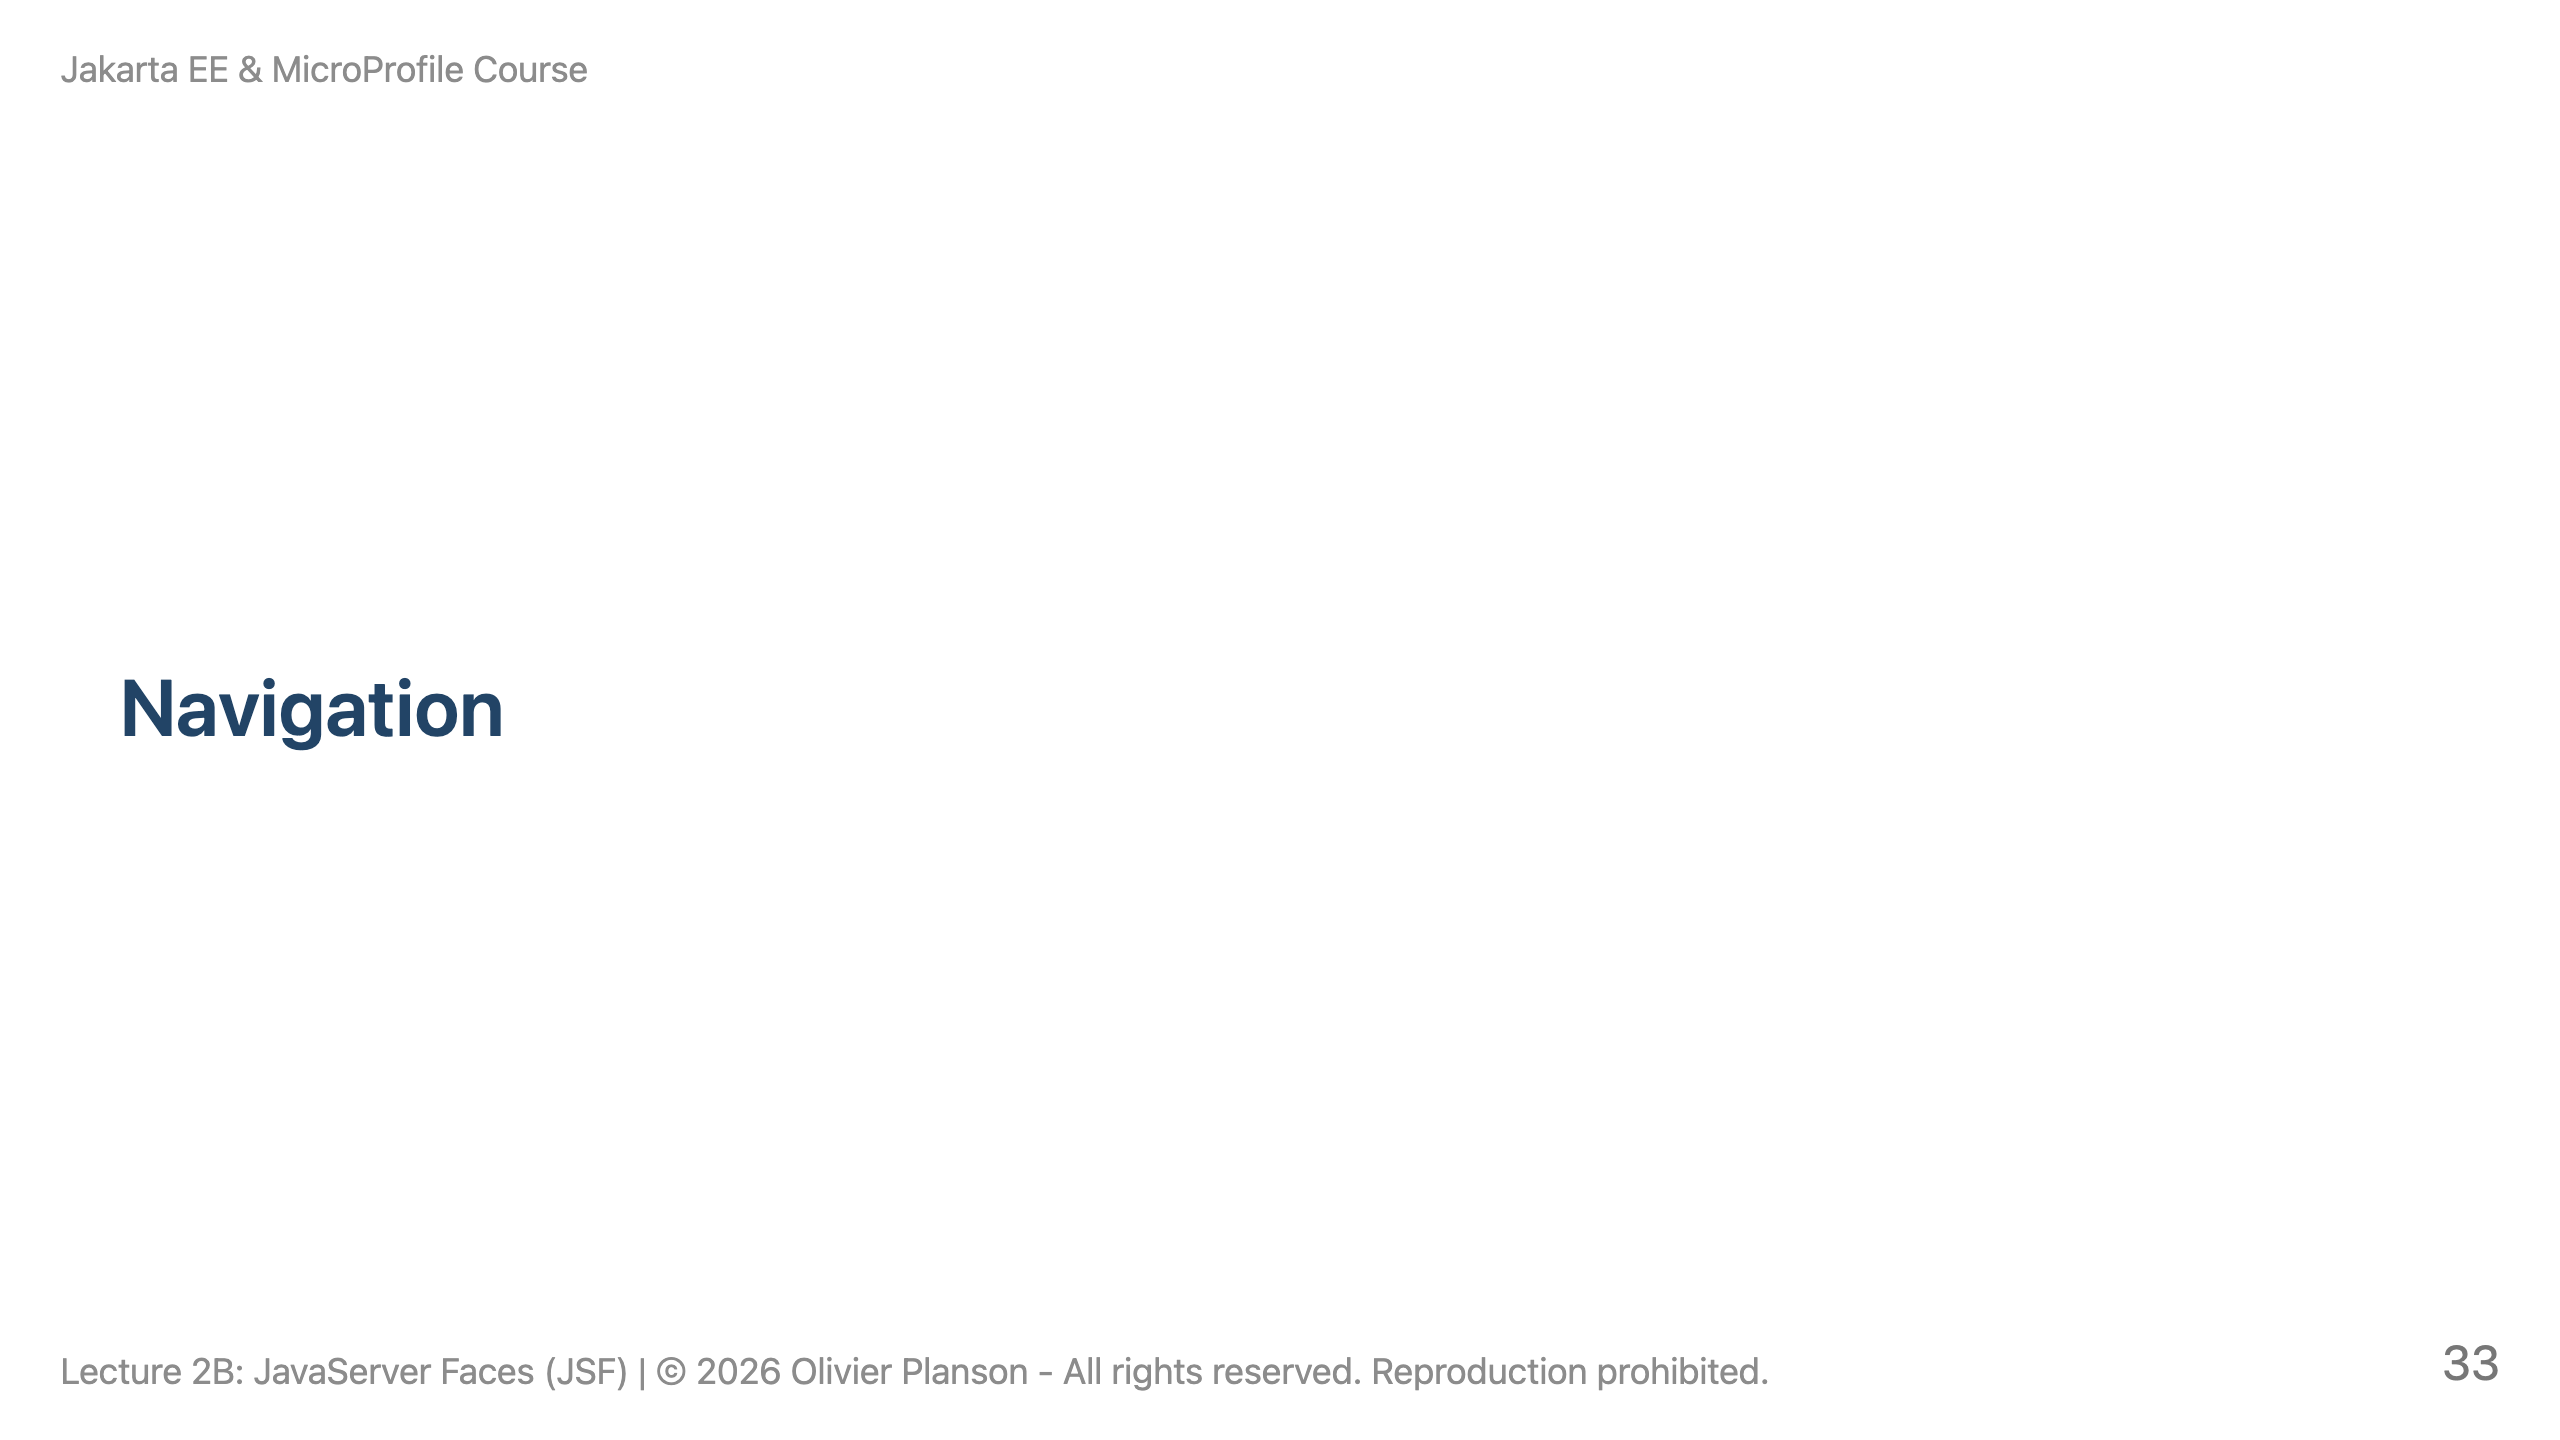 Jakarta EE & MicroProfile Course
Navigation
Lecture 2B: JavaServer Faces (JSF) | © 2026 Olivier Planson - All rights reserved. Reproduction prohibited.
33